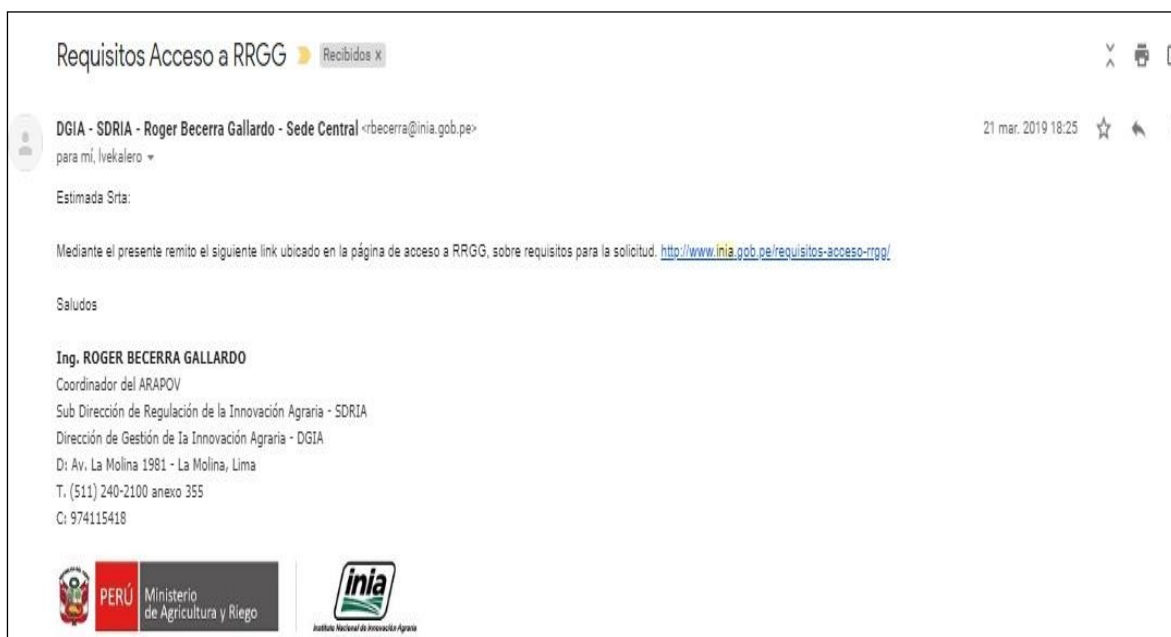 Requisitos Acceso a RRGG Recibidos x
DGIA - SDRIA - Roger Becerra Gallardo - Sede Central <rbecerra@inia.gob.pe>
21 mar. 2019 18:25
para mí, lvekalero
Estimada Srta:
Mediante el presente remito el siguiente link ubicado en la página de acceso a RRGG, sobre requisitos para la solicitud. http://www.inia.gob.pe/requisitos-acceso-rrgg/
Saludos
Ing. ROGER BECERRA GALLARDO
Coordinador del ARAPOV
Sub Dirección de Regulación de la Innovación Agraria - SDRIA
Dirección de Gestión de la Innovación Agraria - DGIA
D: Av. La Molina 1981 - La Molina, Lima
T. (511) 240-2100 anexo 355
C: 974115418
PERÚ
Ministerio
de Agricultura y Riego
inia
Instituto Nacional de Innovación Agraria